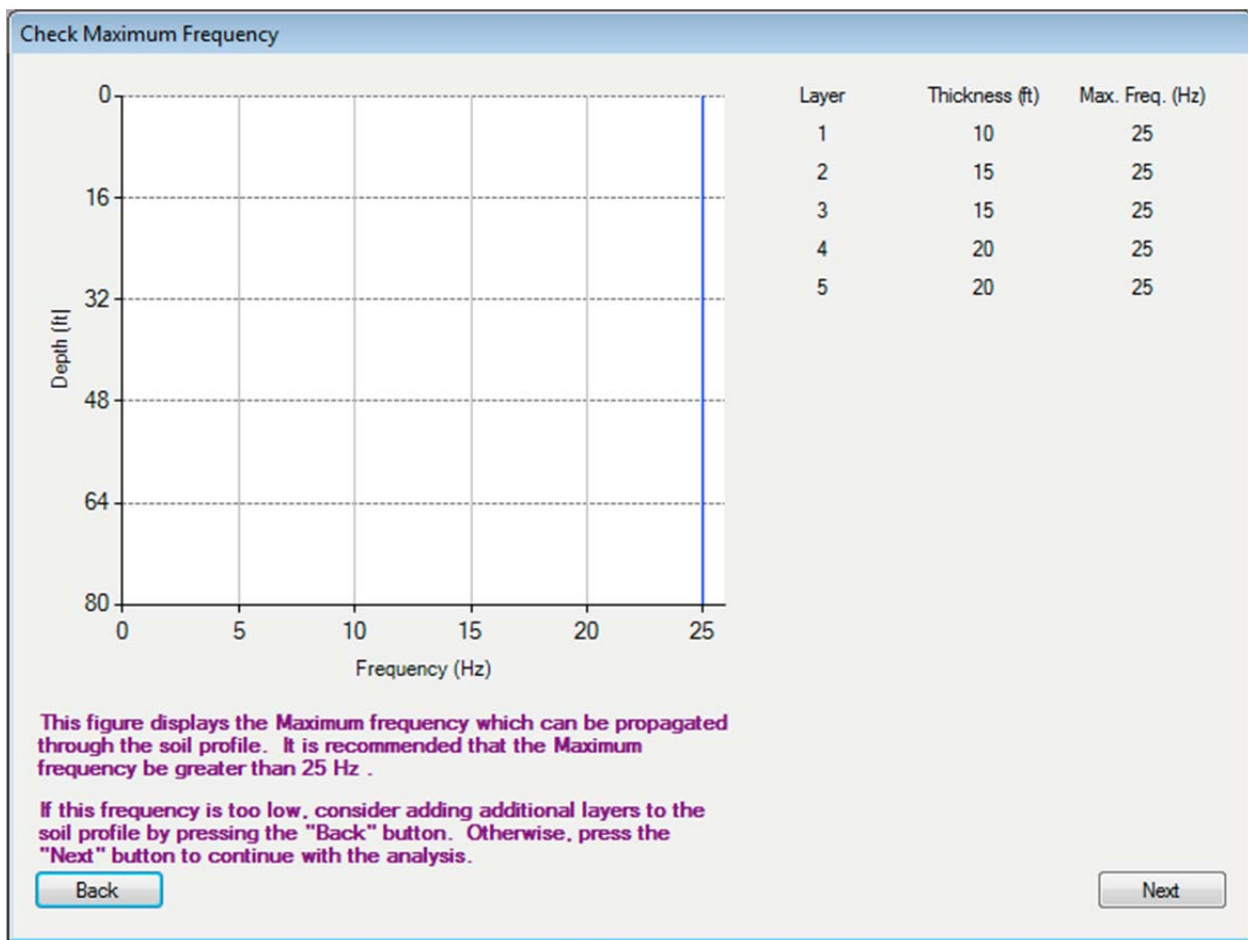 Check Maximum Frequency
0
16
32
48
64
80
Depth (ft)
0 5 10 15 20 25
Frequency (Hz)
Layer Thickness (ft) Max. Freq. (Hz)
1 10 25
2 15 25
3 15 25
4 20 25
5 20 25
This figure displays the Maximum frequency which can be propagated
through the soil profile. It is recommended that the Maximum
frequency be greater than 25 Hz .
If this frequency is too low, consider adding additional layers to the
soil profile by pressing the "Back" button. Otherwise, press the
"Next" button to continue with the analysis.
Back
Next